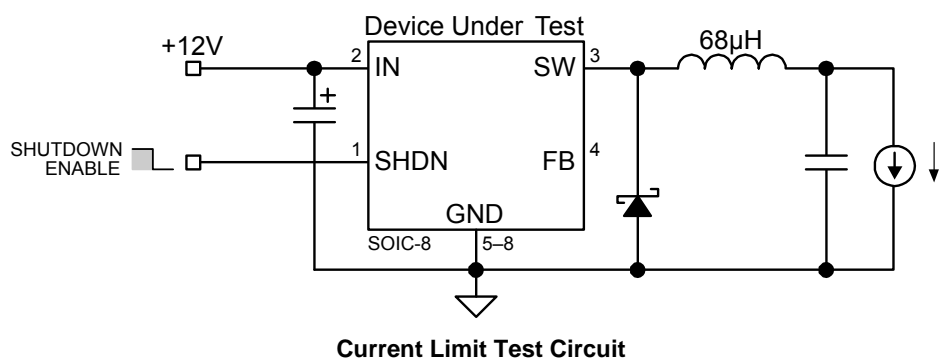 Device Under Test
+12V
2
IN
SW
3
68µH
+
SHUTDOWN
ENABLE
1
SHDN
FB
4
GND
SOIC-8
5–8
Current Limit Test Circuit